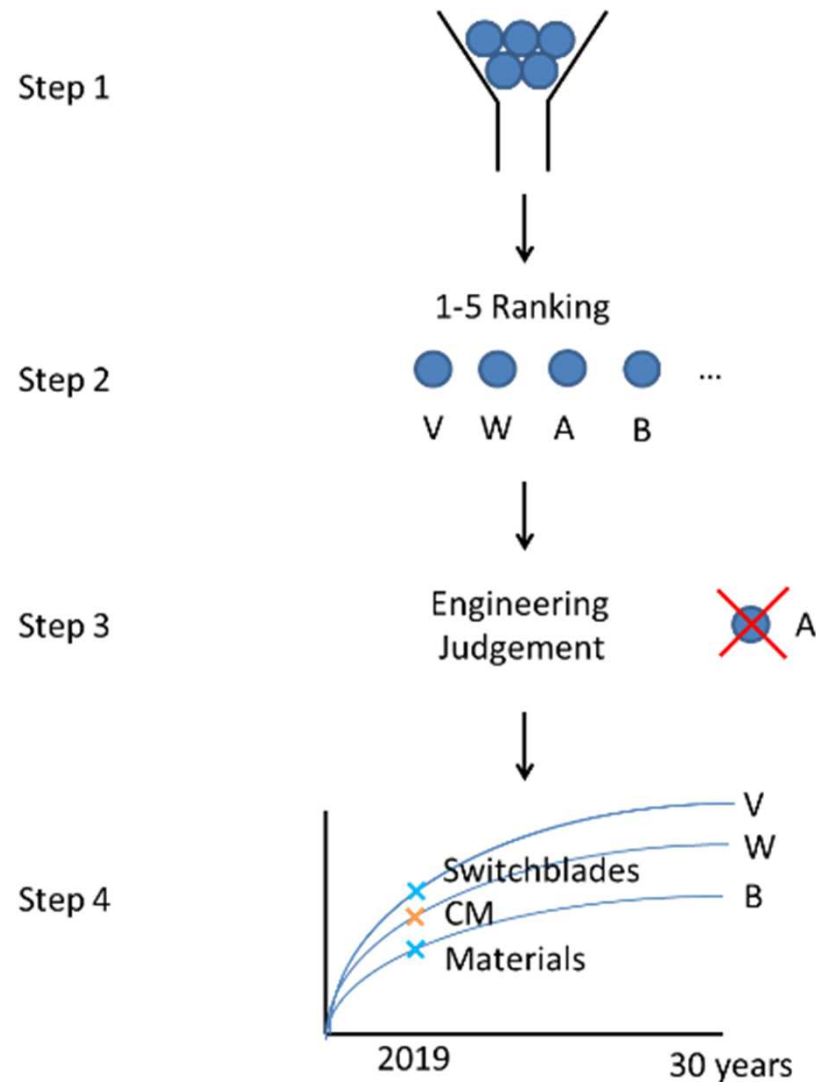 Step 1
1-5 Ranking
Step 2
V W A B ...
Step 3
Engineering
Judgement
A
Step 4
V
W
B
Switchblades
CM
Materials
2019
30 years